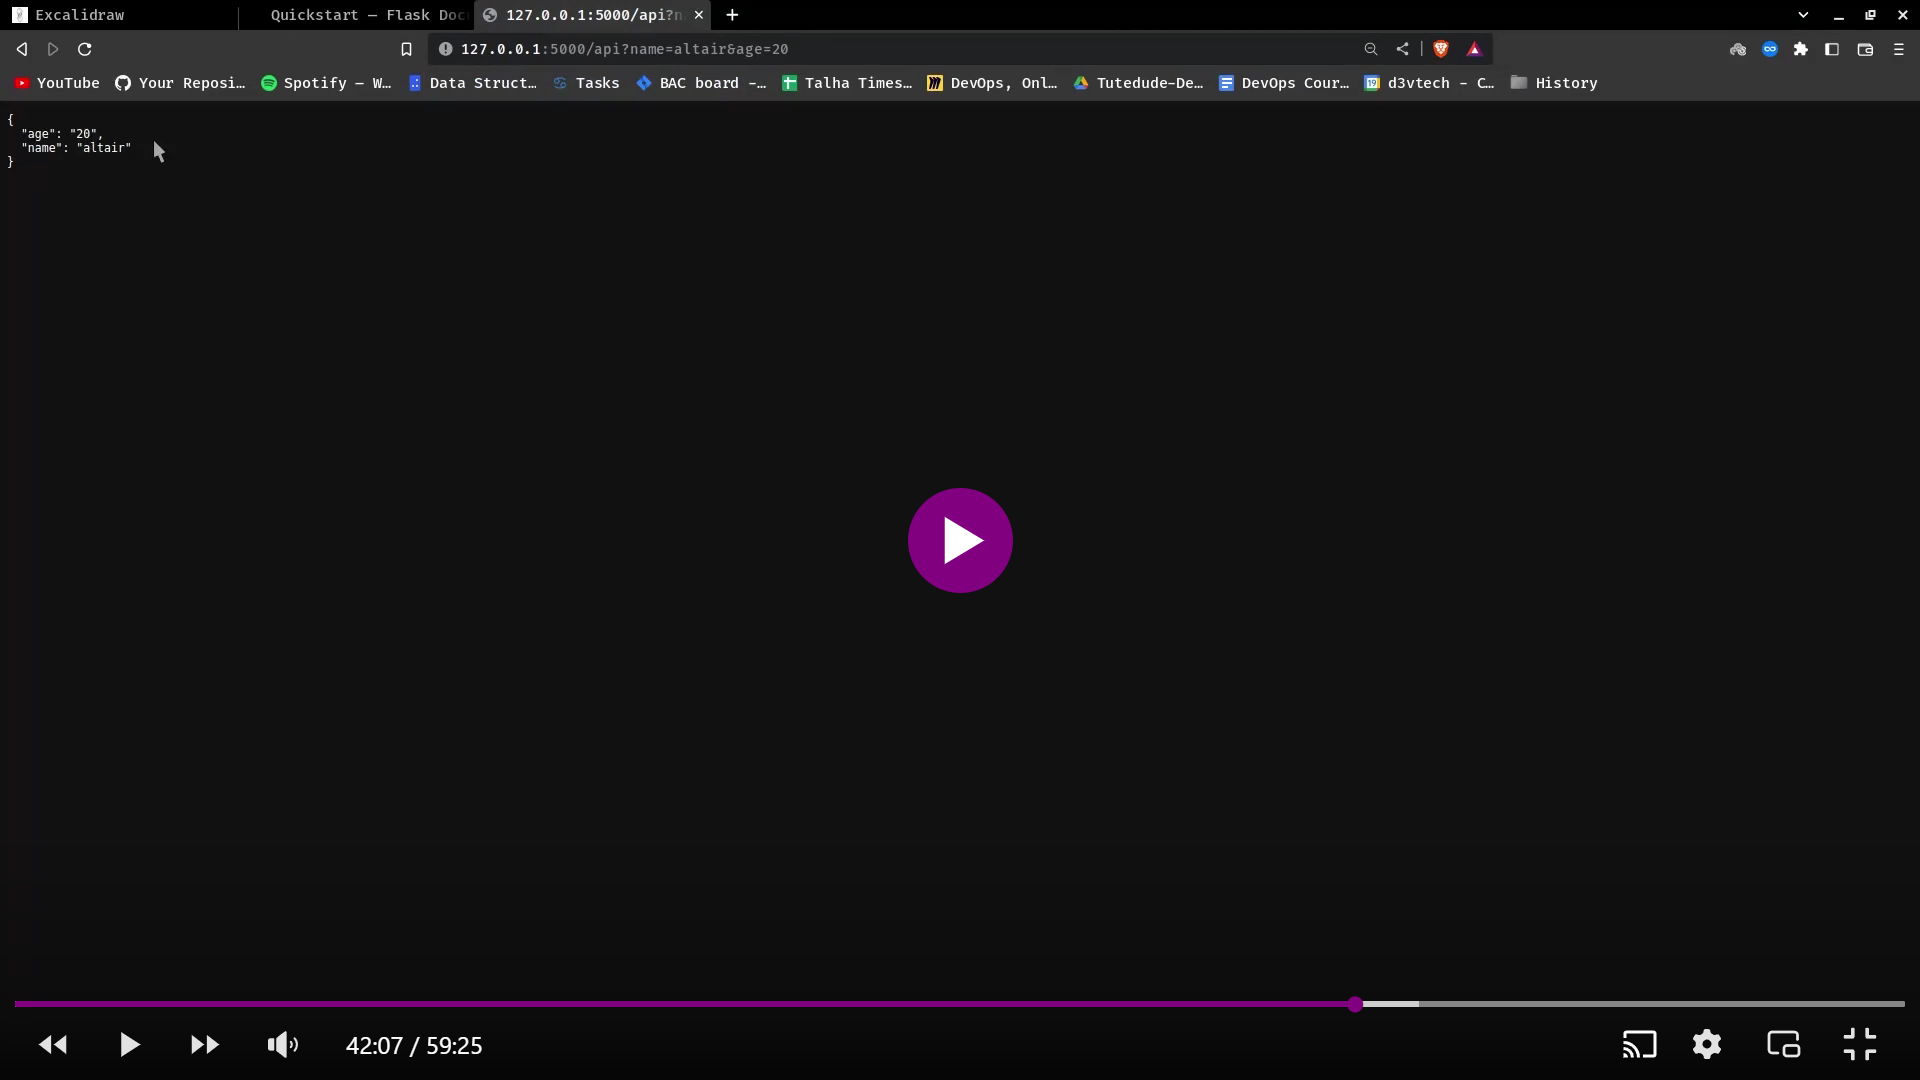 Excalidraw
Quickstart — Flask Doc
127.0.0.1:5000/api?n
127.0.0.1:5000/api?name=altair&age=20
YouTube
Your Reposi…
Spotify – W…
Data Struct…
Tasks
BAC board -…
Talha Times…
DevOps, Onl…
Tutedude-De…
DevOps Cour…
19
d3vtech - C…
History
{
"age": "20",
"name": "altair"
}
42:07 / 59:25